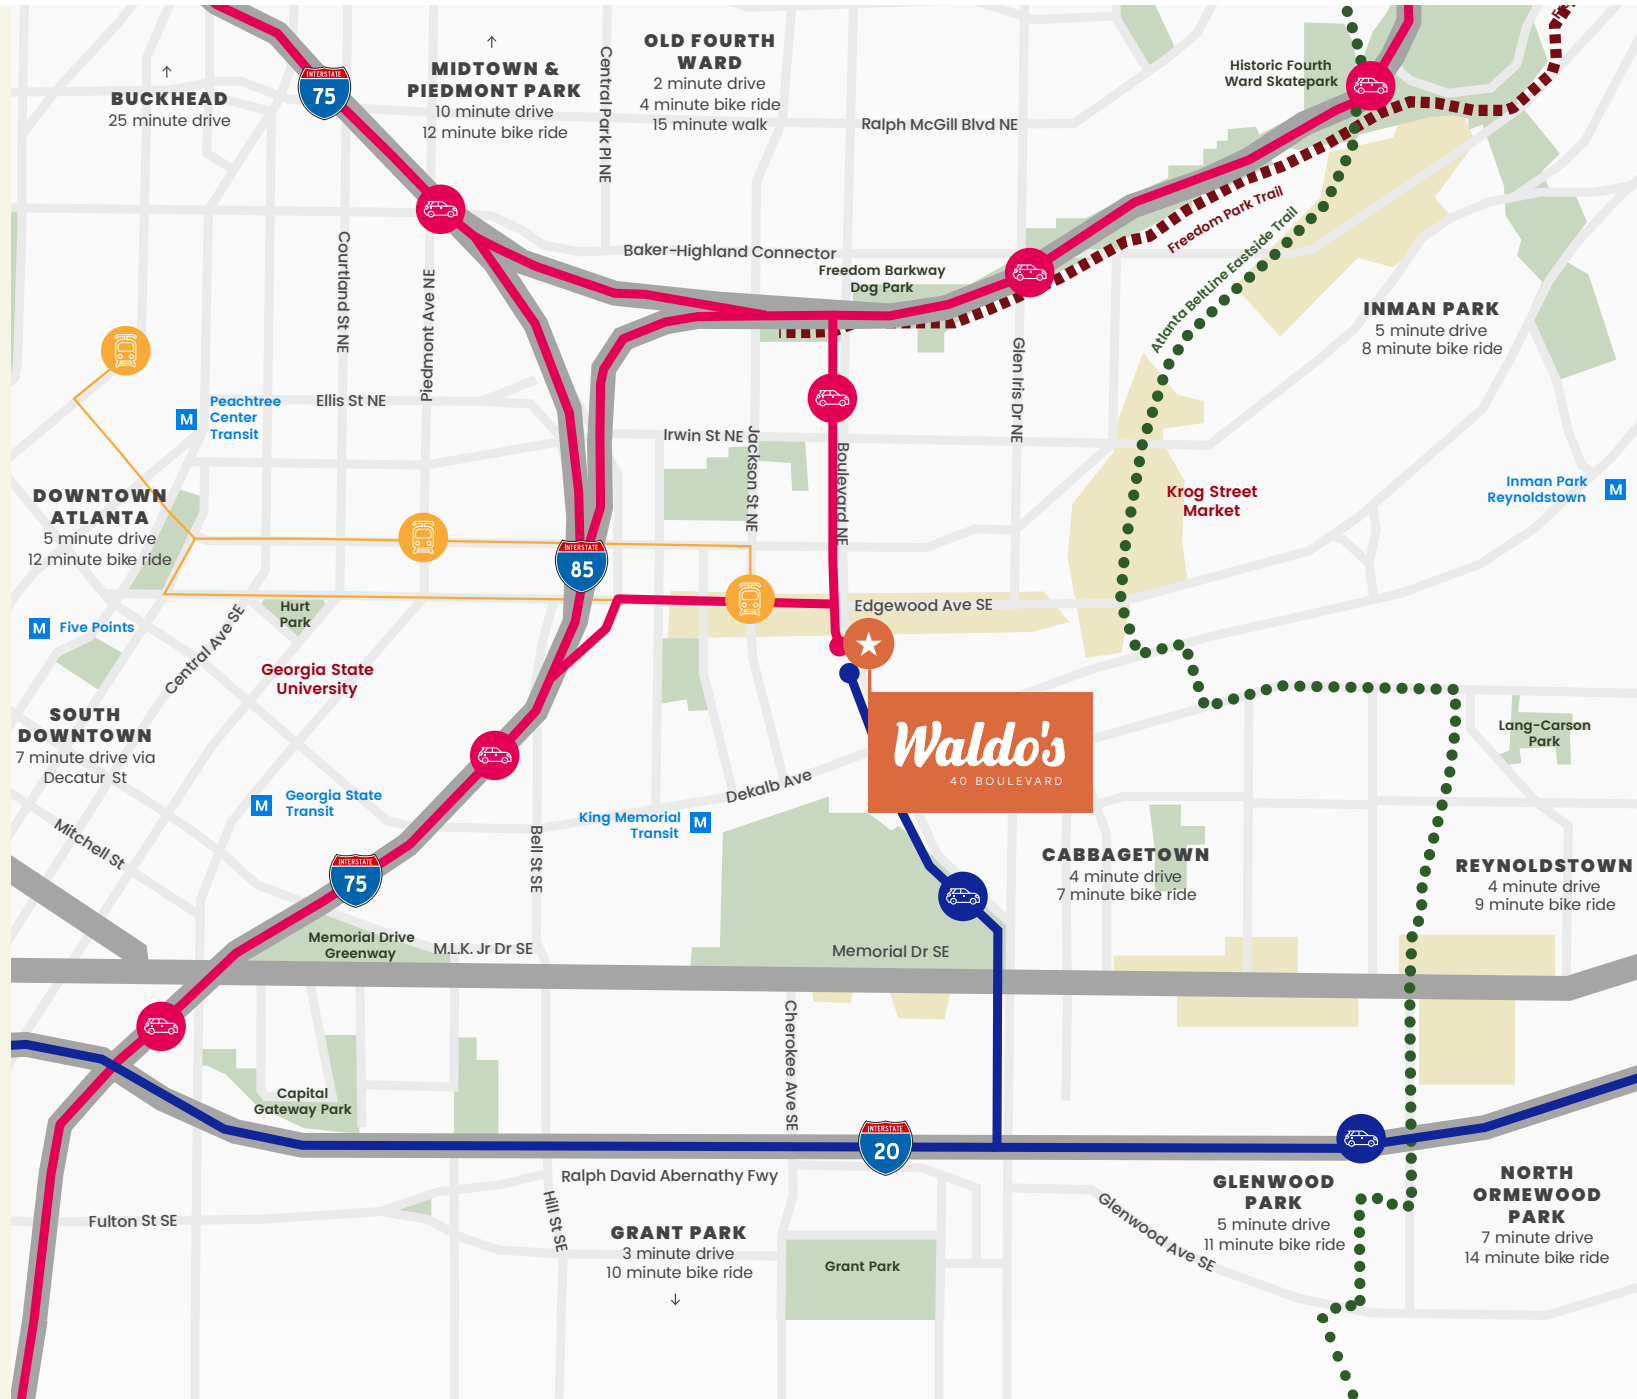 ↑
BUCKHEAD
25 minute drive
INTERSTATE
75
↑
MIDTOWN &
PIEDMONT PARK
10 minute drive
12 minute bike ride
Central Park Pl NE
OLD FOURTH
WARD
2 minute drive
4 minute bike ride
15 minute walk
Ralph McGill Blvd NE
Historic Fourth
Ward Skatepark
Freedom Park Trail
Atlanta BeltLine Eastside Trail
Baker-Highland Connector
Freedom Barkway
Dog Park
Courtland St NE
Piedmont Ave NE
INMAN PARK
5 minute drive
8 minute bike ride
Glen Iris Dr NE
Ellis St NE
M
Peachtree
Center
Transit
Irwin St NE
Jackson St NE
Boulevard NE
Krog Street
Market
Inman Park
Reynoldstown
M
DOWNTOWN
ATLANTA
5 minute drive
12 minute bike ride
INTERSTATE
85
Edgewood Ave SE
Hurt
Park
M
Five Points
Central Ave SE
Georgia State
University
SOUTH
DOWNTOWN
7 minute drive via
Decatur St
Waldo's
40 BOULEVARD
Lang-Carson
Park
Dekalb Ave
M
Georgia State
Transit
King Memorial
Transit
M
Mitchell St
Bell St SE
INTERSTATE
75
CABBAGETOWN
4 minute drive
7 minute bike ride
REYNOLDSTOWN
4 minute drive
9 minute bike ride
Memorial Drive
Greenway
M.L.K. Jr Dr SE
Memorial Dr SE
Cherokee Ave SE
Capital
Gateway Park
INTERSTATE
20
Ralph David Abernathy Fwy
Hill St SE
Fulton St SE
GRANT PARK
3 minute drive
10 minute bike ride
↓
Grant Park
Glenwood Ave SE
GLENWOOD
PARK
5 minute drive
11 minute bike ride
NORTH
ORMEWOOD
PARK
7 minute drive
14 minute bike ride